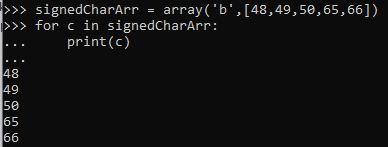 >>> signedCharArr = array('b',[48,49,50,65,66])
>>> for c in signedCharArr:
...     print(c)
...
48
49
50
65
66